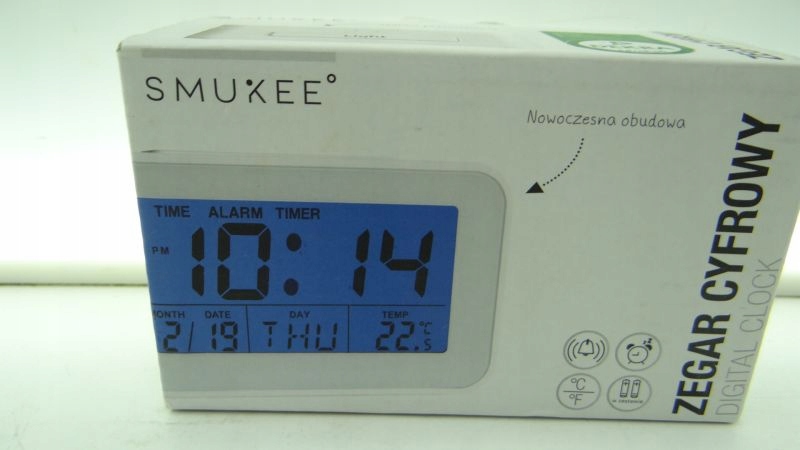 SMUKEE°
Nowoczesna obudowa
TIME ALARM TIMER
PM 10:14
MONTH DATE DAY TEMP.
2/19 THU 22.5 °C
°C
°F
w zestawie
ZEGAR CYFROWY
DIGITAL CLOCK